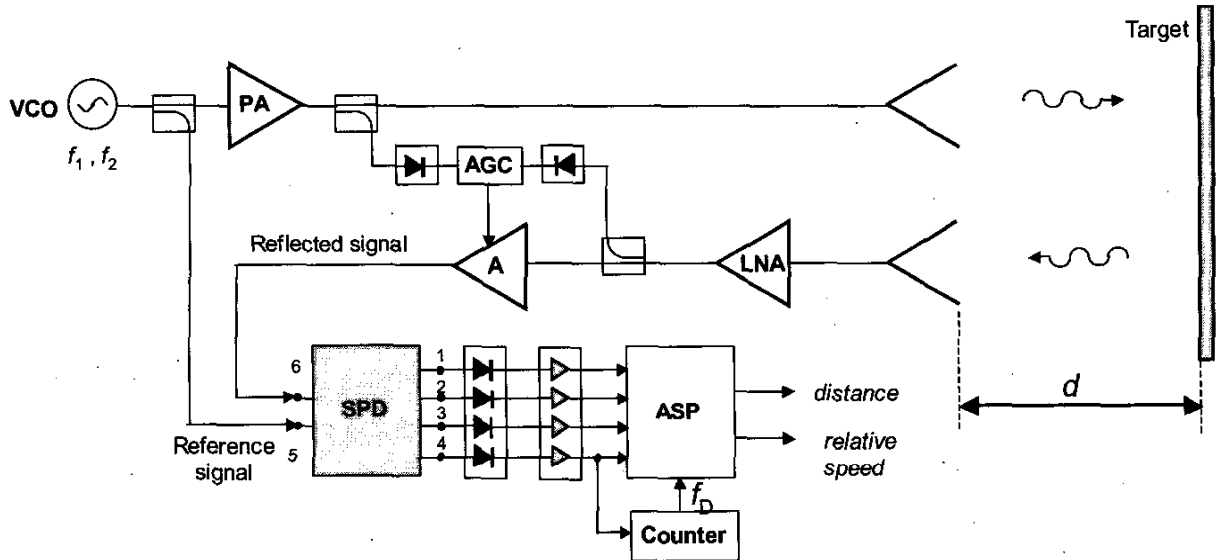 Target
VCO
PA
f1 , f2
AGC
Reflected signal
A
LNA
6
1
2
SPD
3
4
5
Reference
signal
ASP
distance
relative
speed
d
fD
Counter